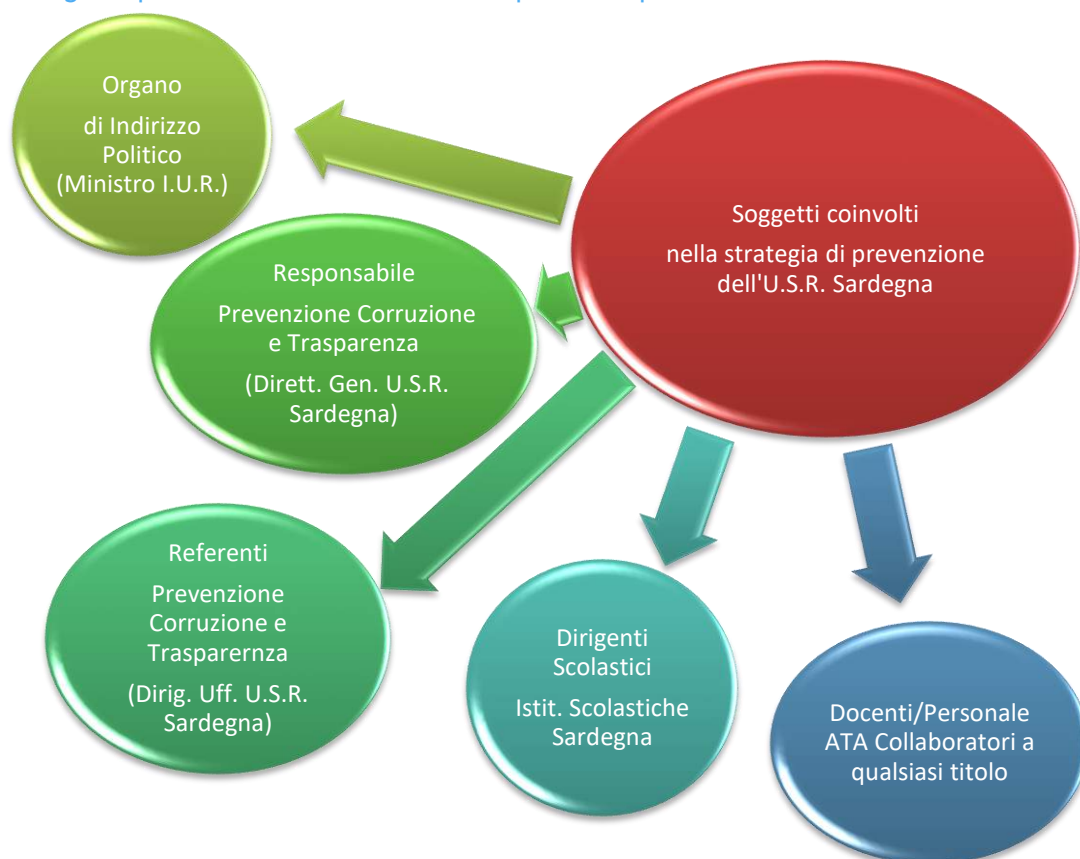 Organo
di Indirizzo
Politico
(Ministro I.U.R.)
Soggetti coinvolti
nella strategia di prevenzione
dell'U.S.R. Sardegna
Responsabile
Prevenzione Corruzione
e Trasparenza
(Dirett. Gen. U.S.R.
Sardegna)
Referenti
Prevenzione
Corruzione e
Trasparernza
(Dirig. Uff. U.S.R.
Sardegna)
Dirigenti
Scolastici
Istit. Scolastiche
Sardegna
Docenti/Personale
ATA Collaboratori a
qualsiasi titolo